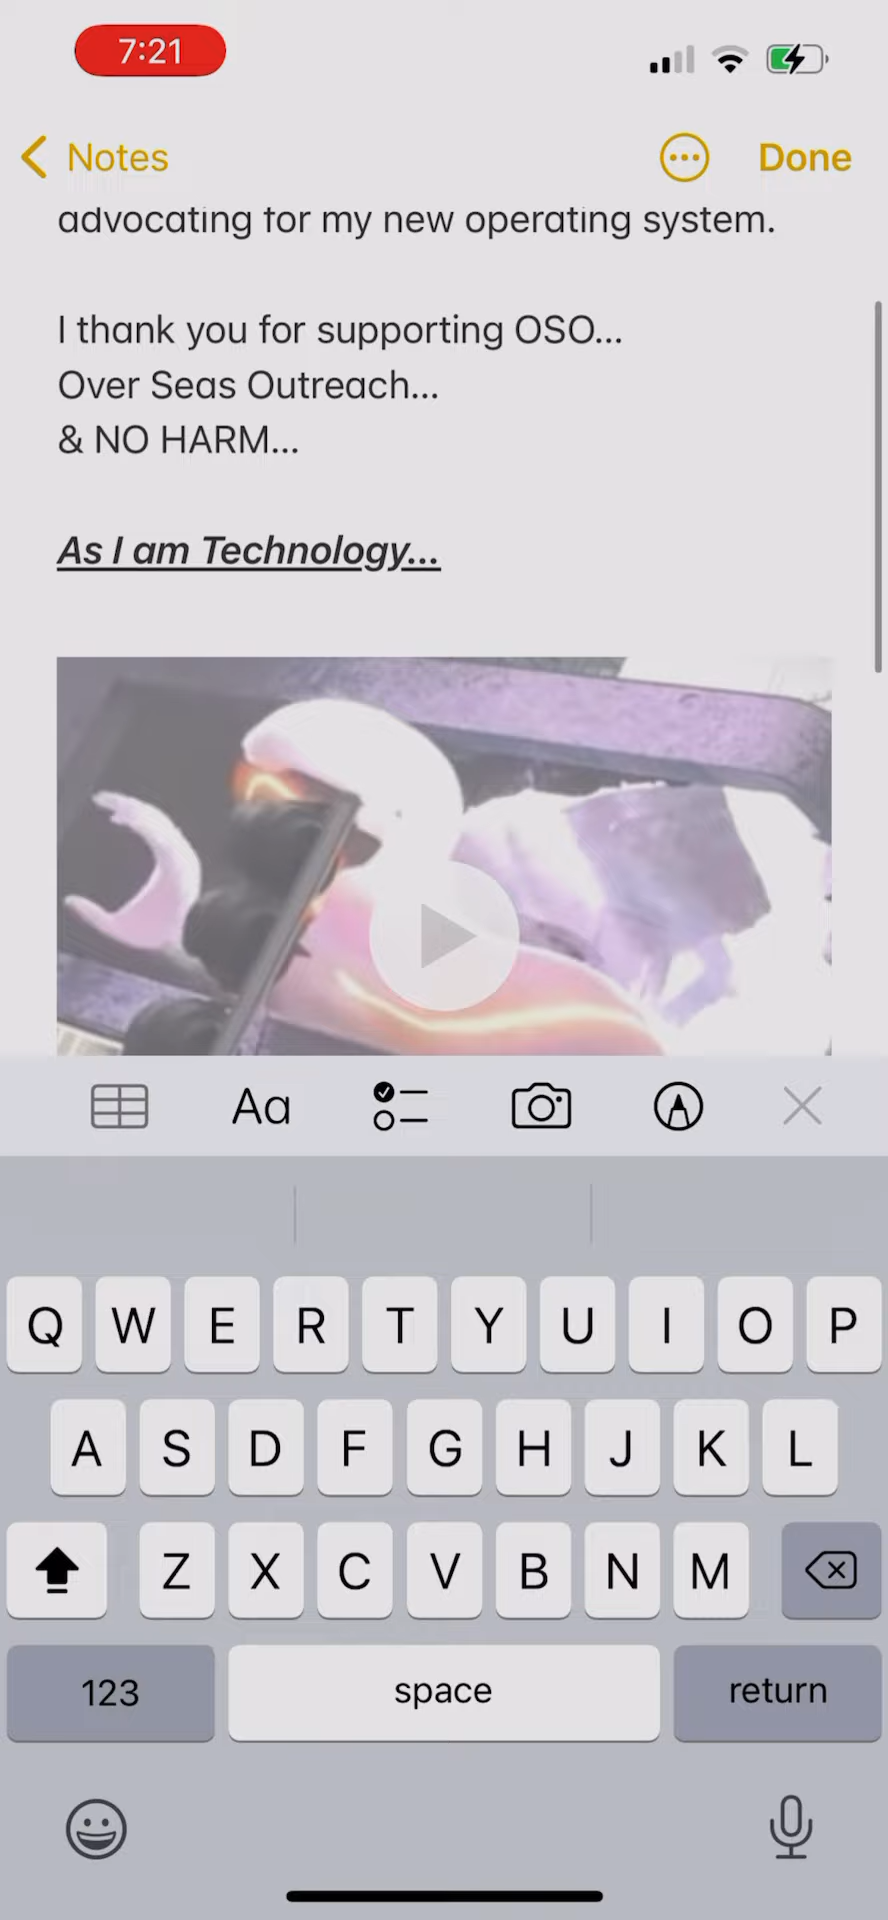 7:21
Notes
Done
advocating for my new operating system.
I thank you for supporting OSO...
Over Seas Outreach...
& NO HARM...
As I am Technology...
Aa
Q W E R T Y U I O P
A S D F G H J K L
Z X C V B N M
123 space return